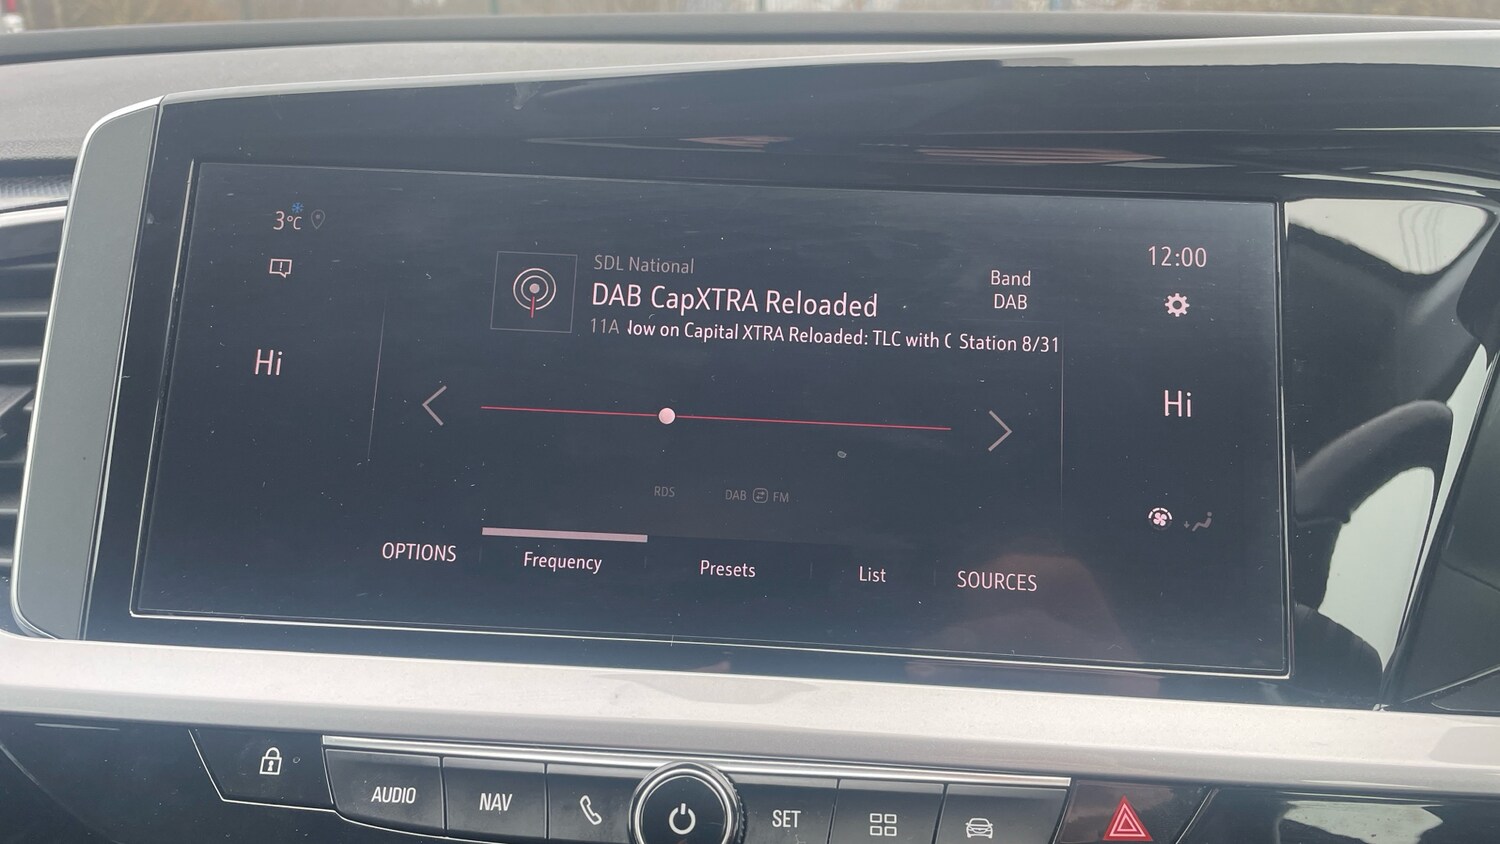 3°C
12:00
SDL National
DAB CapXTRA Reloaded
Band
DAB
11A Now on Capital XTRA Reloaded: TLC with Station 8/31
Hi
Hi
RDS
DAB FM
OPTIONS
Frequency
Presets
List
SOURCES
AUDIO
NAV
SET